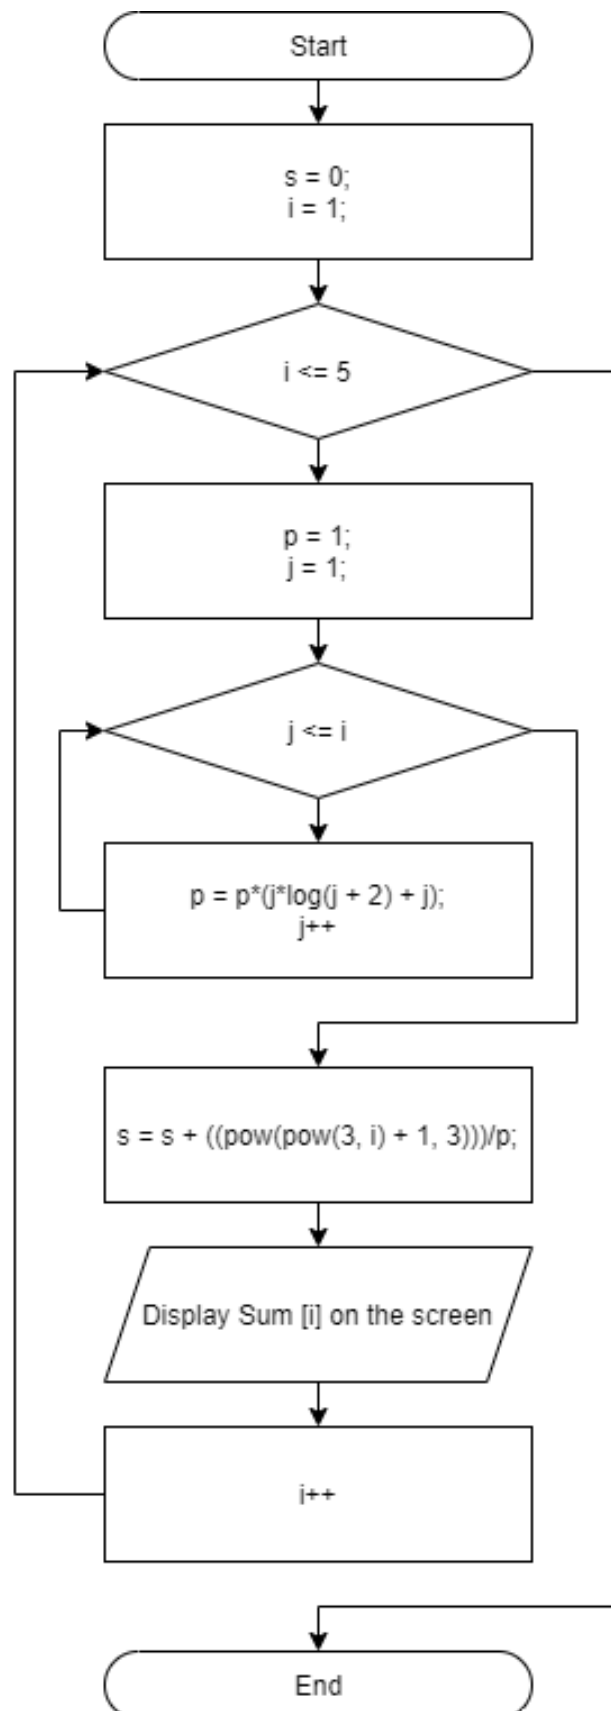 Start
s = 0;
i = 1;
i <= 5
p = 1;
j = 1;
j <= i
p = p*(j*log(j + 2) + j);
j++
s = s + ((pow(pow(3, i) + 1, 3)))/p;
Display Sum [i] on the screen
i++
End